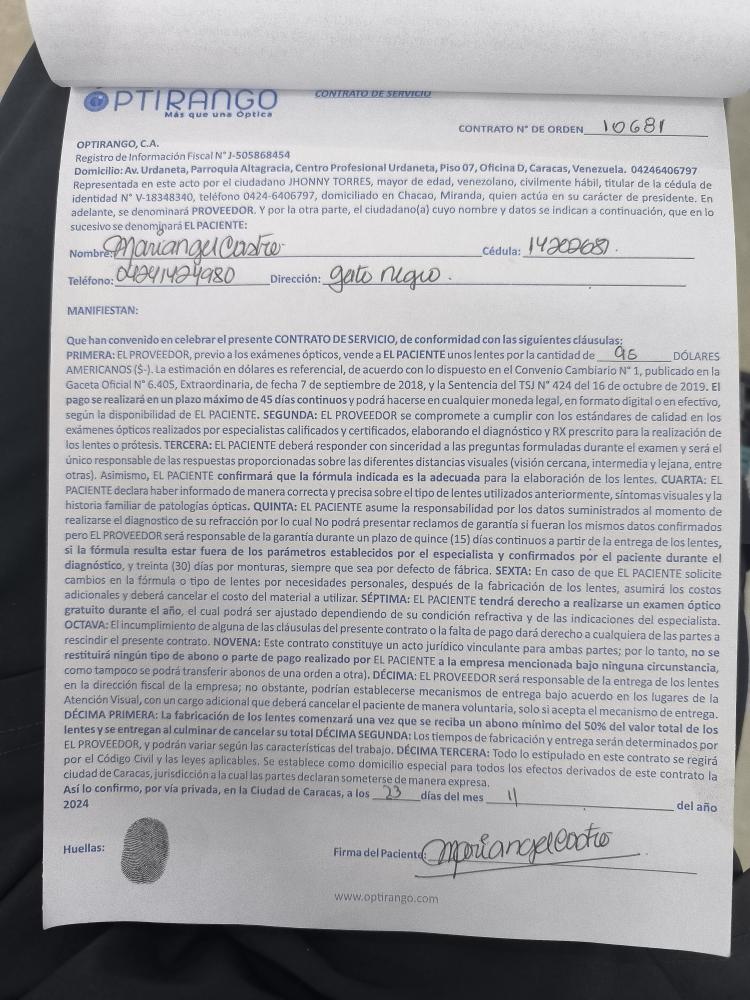 OPTIRANGO
Más que una Óptica
CONTRATO DE SERVICIO
CONTRATO N° DE ORDEN 10681
OPTIRANGO, C.A.
Registro de Información Fiscal N° J-505868454
Domicilio: Av. Urdaneta, Parroquia Altagracia, Centro Profesional Urdaneta, Piso 07, Oficina D, Caracas, Venezuela. 04246406797
Representada en este acto por el ciudadano JHONNY TORRES, mayor de edad, venezolano, civilmente hábil, titular de la cédula de
identidad N° V-18348340, teléfono 0424-6406797, domiciliado en Chacao, Miranda, quien actúa en su carácter de presidente. En
adelante, se denominará PROVEEDOR. Y por la otra parte, el ciudadano(a) cuyo nombre y datos se indican a continuación, que en lo
sucesivo se denominará EL PACIENTE:
Nombre: Mariangel Castro Cédula: 14202687.
Teléfono: 04241424980 Dirección: gato negro.
MANIFIESTAN:
Que han convenido en celebrar el presente CONTRATO DE SERVICIO, de conformidad con las siguientes cláusulas:
PRIMERA: EL PROVEEDOR, previo a los exámenes ópticos, vende a EL PACIENTE unos lentes por la cantidad de 95 DÓLARES
AMERICANOS ($-). La estimación en dólares es referencial, de acuerdo con lo dispuesto en el Convenio Cambiario N° 1, publicado en la
Gaceta Oficial N° 6.405, Extraordinaria, de fecha 7 de septiembre de 2018, y la Sentencia del TSJ N° 424 del 16 de octubre de 2019. El
pago se realizará en un plazo máximo de 45 días continuos y podrá hacerse en cualquier moneda legal, en formato digital o en efectivo,
según la disponibilidad de EL PACIENTE. SEGUNDA: EL PROVEEDOR se compromete a cumplir con los estándares de calidad en los
exámenes ópticos realizados por especialistas calificados y certificados, elaborando el diagnóstico y RX prescrito para la realización de
los lentes o prótesis. TERCERA: EL PACIENTE deberá responder con sinceridad a las preguntas formuladas durante el examen y será el
único responsable de las respuestas proporcionadas sobre las diferentes distancias visuales (visión cercana, intermedia y lejana, entre
otras). Asimismo, EL PACIENTE confirmará que la fórmula indicada es la adecuada para la elaboración de los lentes. CUARTA: EL
PACIENTE declara haber informado de manera correcta y precisa sobre el tipo de lentes utilizados anteriormente, síntomas visuales y la
historia familiar de patologías ópticas. QUINTA: EL PACIENTE asume la responsabilidad por los datos suministrados al momento de
realizarse el diagnostico de su refracción por lo cual No podrá presentar reclamos de garantía si fueran los mismos datos confirmados
pero EL PROVEEDOR será responsable de la garantía durante un plazo de quince (15) días continuos a partir de la entrega de los lentes,
si la fórmula resulta estar fuera de los parámetros establecidos por el especialista y confirmados por el paciente durante el
diagnóstico, y treinta (30) días por monturas, siempre que sea por defecto de fábrica. SEXTA: En caso de que EL PACIENTE solicite
cambios en la fórmula o tipo de lentes por necesidades personales, después de la fabricación de los lentes, asumirá los costos
adicionales y deberá cancelar el costo del material a utilizar. SÉPTIMA: EL PACIENTE tendrá derecho a realizarse un examen óptico
gratuito durante el año, el cual podrá ser ajustado dependiendo de su condición refractiva y de las indicaciones del especialista.
OCTAVA: El incumplimiento de alguna de las cláusulas del presente contrato o la falta de pago dará derecho a cualquiera de las partes a
rescindir el presente contrato. NOVENA: Este contrato constituye un acto jurídico vinculante para ambas partes; por lo tanto, no se
restituirá ningún tipo de abono o parte de pago realizado por EL PACIENTE a la empresa mencionada bajo ninguna circunstancia,
como tampoco se podrá transferir abonos de una orden a otra). DÉCIMA: EL PROVEEDOR será responsable de la entrega de los lentes
en la dirección fiscal de la empresa; no obstante, podrían establecerse mecanismos de entrega bajo acuerdo en los lugares de la
Atención Visual, con un cargo adicional que deberá cancelar el paciente de manera voluntaria, solo si acepta el mecanismo de entrega.
DÉCIMA PRIMERA: La fabricación de los lentes comenzará una vez que se reciba un abono mínimo del 50% del valor total de los
lentes y se entregan al culminar de cancelar su total DÉCIMA SEGUNDA: Los tiempos de fabricación y entrega serán determinados por
EL PROVEEDOR, y podrán variar según las características del trabajo. DÉCIMA TERCERA: Todo lo estipulado en este contrato se regirá
por el Código Civil y las leyes aplicables. Se establece como domicilio especial para todos los efectos derivados de este contrato la
ciudad de Caracas, jurisdicción a la cual las partes declaran someterse de manera expresa.
Así lo confirmo, por vía privada, en la Ciudad de Caracas, a los 23 días del mes 11 del año
2024
Huellas:
Firma del Paciente: Mariangel Castro
www.optirango.com